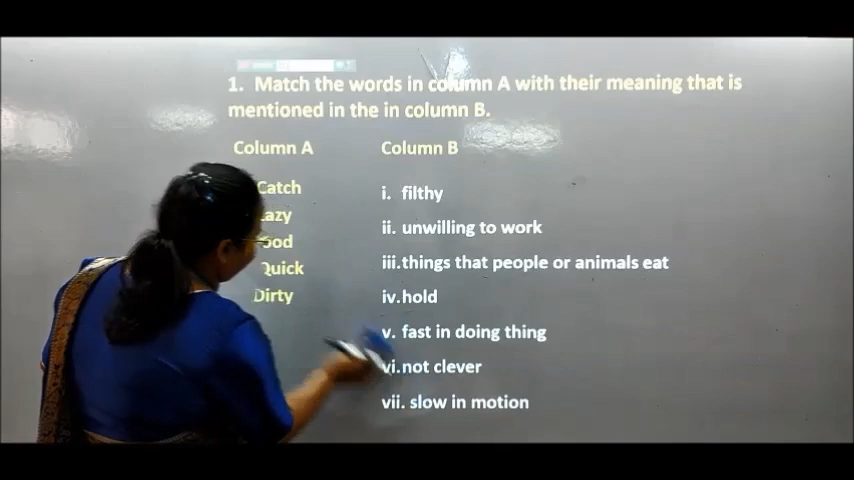 1. Match the words in column A with their meaning that is
mentioned in the in column B.
Column A Column B
Catch
i. filthy
ii. unwilling to work
iii.things that people or animals eat
Quick
iv.hold
Dirty
v. fast in doing thing
vi.not clever
vii. slow in motion